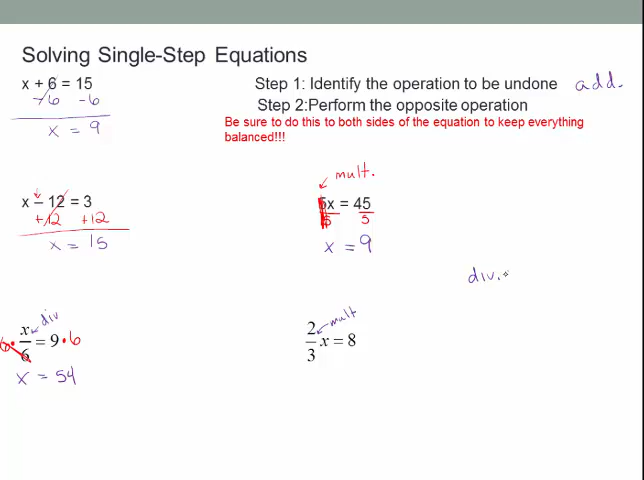 Solving Single-Step Equations
x + 6 = 15
-6 -6
x = 9
Step 1: Identify the operation to be undone add.
Step 2:Perform the opposite operation
Be sure to do this to both sides of the equation to keep everything
balanced!!!
x – 12 = 3
+12 +12
x = 15
mult.
5x = 45
5 5
x = 9
div.
x div
6 • — = 9 • 6
6
x = 54
2 mult
— x = 8
3